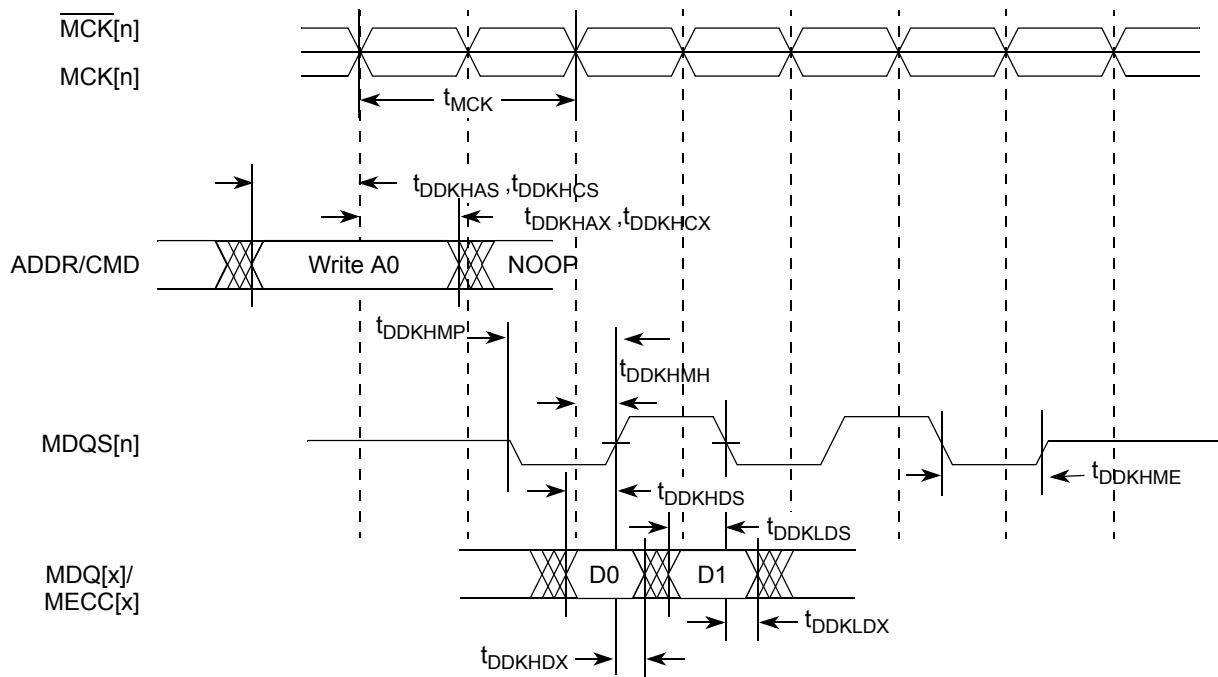 MCK[n]
MCK[n]
tMCK
tDDKHAS ,tDDKHCS
tDDKHAX ,tDDKHCX
ADDR/CMD
Write A0
NOOP
tDDKHMP
tDDKHMH
MDQS[n]
tDDKHME
tDDKHDS
tDDKLDS
MDQ[x]/
MECC[x]
D0
D1
tDDKLDX
tDDKHDX